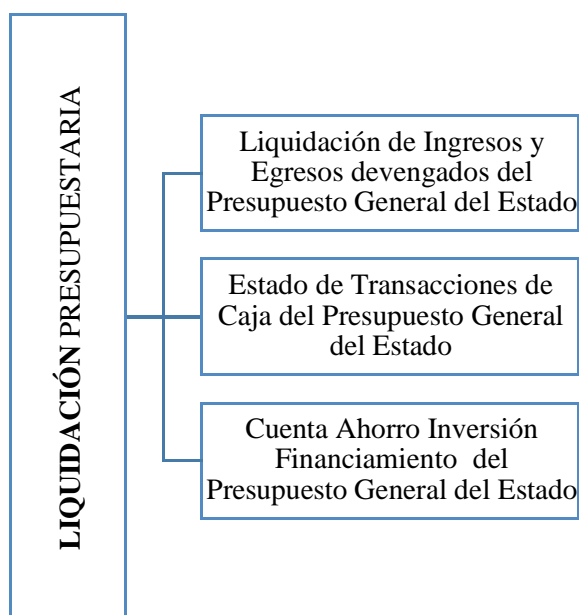 LIQUIDACIÓN PRESUPUESTARIA
Liquidación de Ingresos y
Egresos devengados del
Presupuesto General del Estado
Estado de Transacciones de
Caja del Presupuesto General
del Estado
Cuenta Ahorro Inversión
Financiamiento del
Presupuesto General del Estado